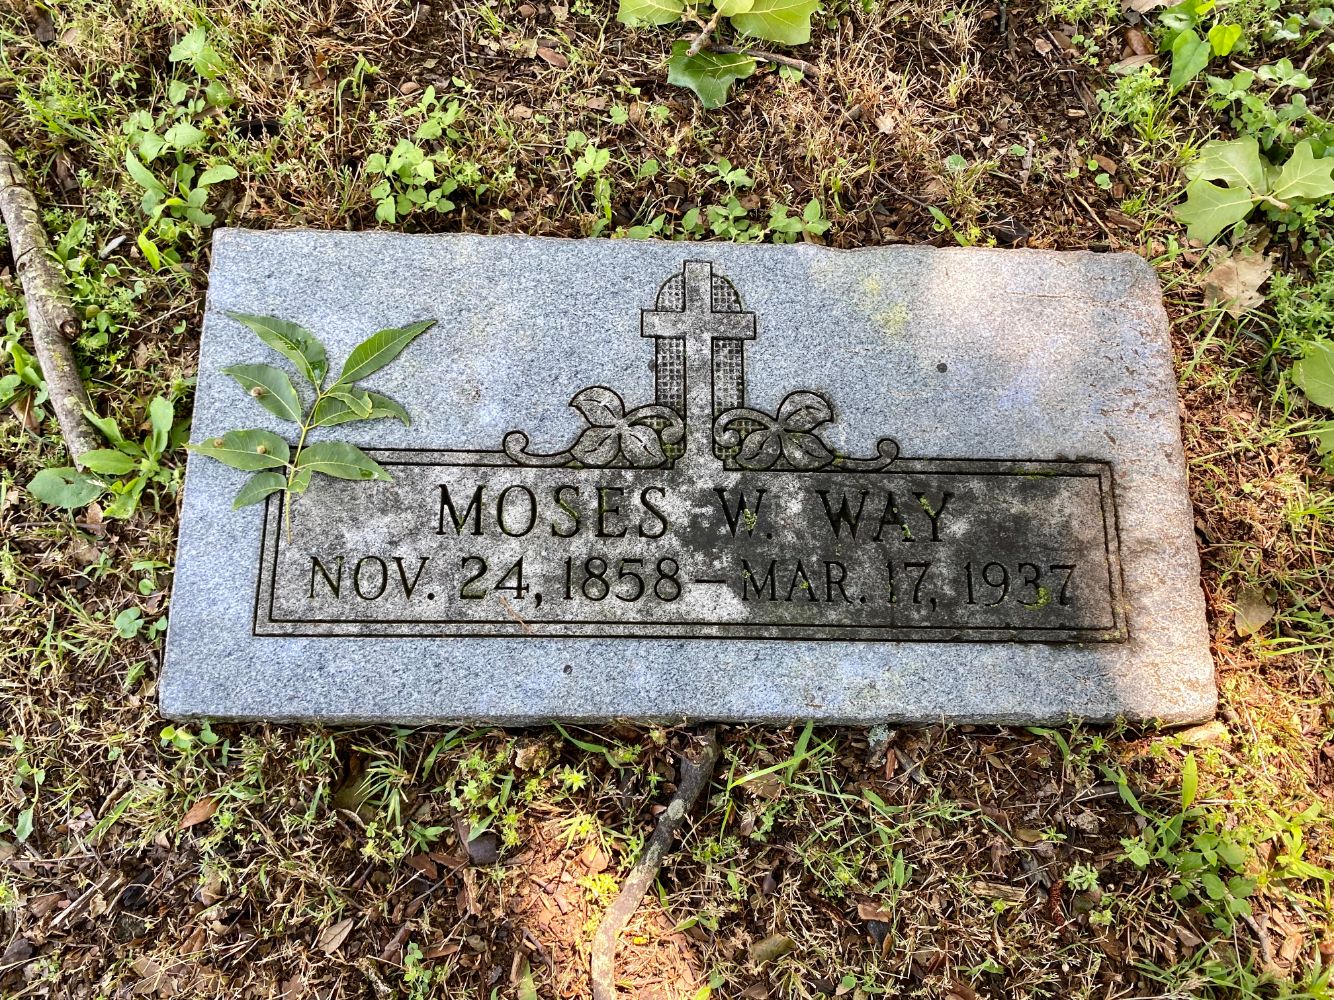 MOSES W. WAY
NOV. 24, 1858 – MAR. 17, 1937